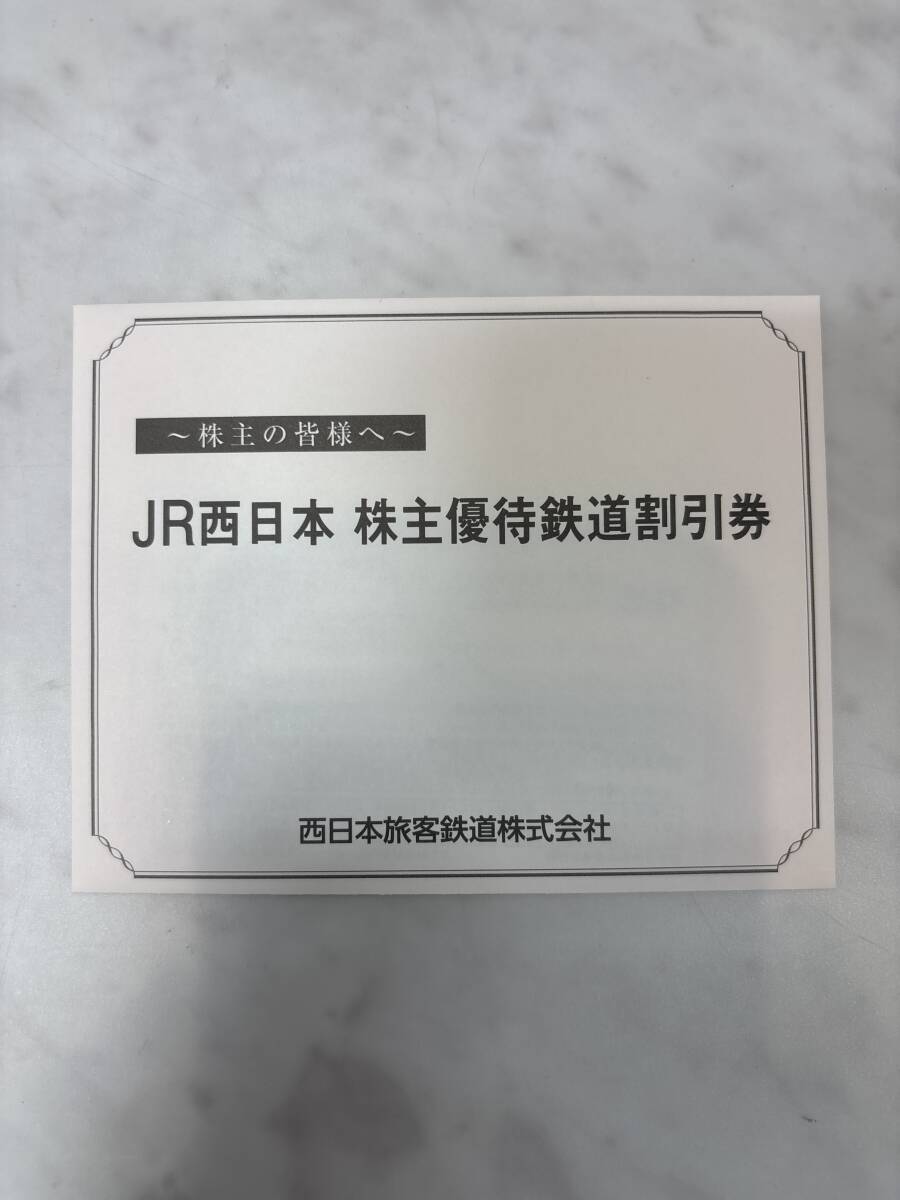 ～株主の皆様へ～
JR西日本 株主優待鉄道割引券
西日本旅客鉄道株式会社